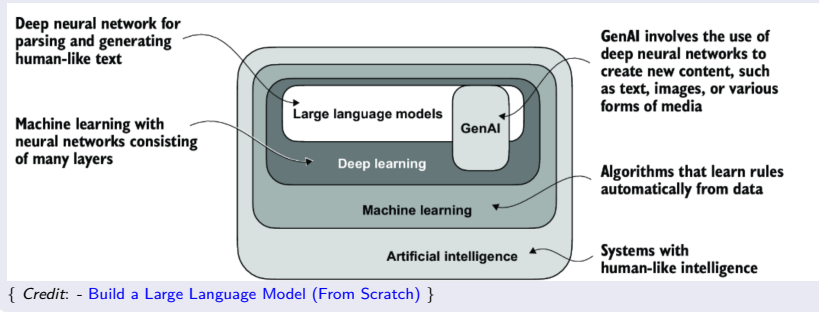 Deep neural network for
parsing and generating
human-like text
GenAI involves the use of
deep neural networks to
create new content, such
as text, images, or various
forms of media
Large language models
GenAI
Machine learning with
neural networks consisting
of many layers
Deep learning
Algorithms that learn rules
automatically from data
Machine learning
Artificial intelligence
Systems with
human-like intelligence
{ Credit: - Build a Large Language Model (From Scratch) }